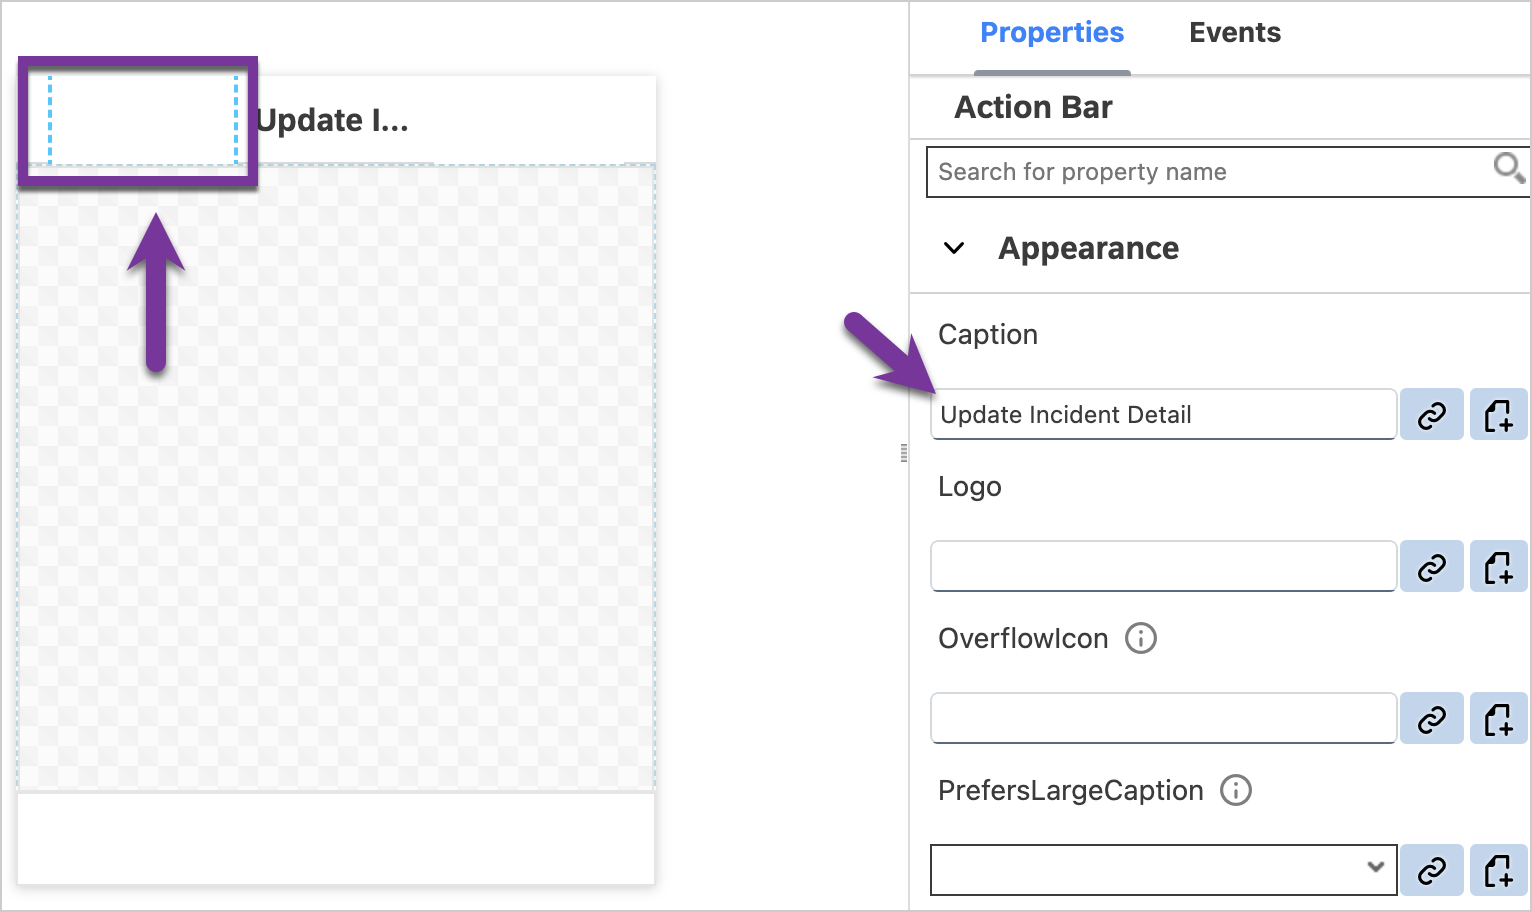 Properties
Events
Action Bar
Update I...
Search for property name
Appearance
Caption
Update Incident Detail
Logo
OverflowIcon
PrefersLargeCaption